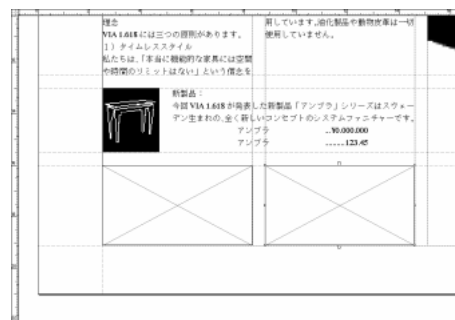 理念
VIA 1.618 には三つの原則があります。
1）タイムレススタイル
私たちは、「本当に機能的な家具には空間
や時間のリミットはない」という信念を
用しています。油化製品や動物皮革は一切
使用していません。
新製品：
今回 VIA 1.618 が発表した新製品「アンブラ」シリーズはスウェー
デン生まれの、全く新しいコンセプトのシステムファニチャーです。
アンブラ ...¥0.000.000
アンブラ ......123.45